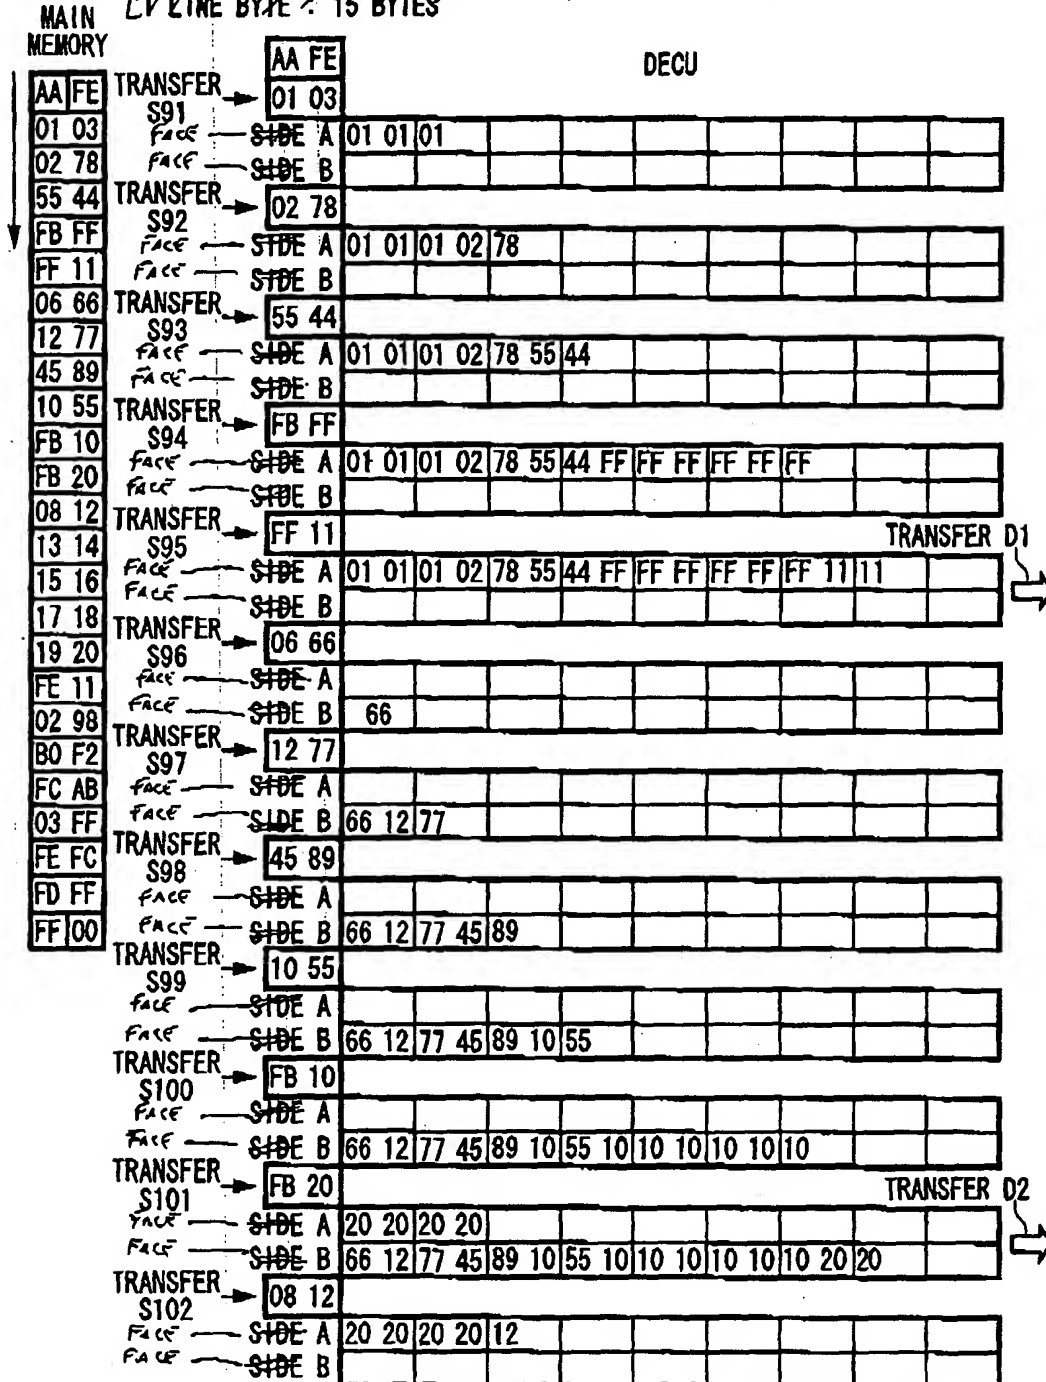 LINE BYTE : 15 BYTES
MAIN
MEMORY
AA FE
01 03
02 78
55 44
FB FF
FF 11
06 66
12 77
45 89
10 55
FB 10
FB 20
08 12
13 14
15 16
17 18
19 20
FE 11
02 98
B0 F2
FC AB
03 FF
FE FC
FD FF
FF 00
DECU
AA FE
TRANSFER S91 01 03
FACE SIDE A 01 01 01
FACE SIDE B
TRANSFER S92 02 78
FACE SIDE A 01 01 01 02 78
FACE SIDE B
TRANSFER S93 55 44
FACE SIDE A 01 01 01 02 78 55 44
FACE SIDE B
TRANSFER S94 FB FF
FACE SIDE A 01 01 01 02 78 55 44 FF FF FF FF FF FF
FACE SIDE B
TRANSFER S95 FF 11 TRANSFER D1
FACE SIDE A 01 01 01 02 78 55 44 FF FF FF FF FF FF 11 11
FACE SIDE B
TRANSFER S96 06 66
FACE SIDE A
FACE SIDE B 66
TRANSFER S97 12 77
FACE SIDE A
FACE SIDE B 66 12 77
TRANSFER S98 45 89
FACE SIDE A
FACE SIDE B 66 12 77 45 89
TRANSFER S99 10 55
FACE SIDE A
FACE SIDE B 66 12 77 45 89 10 55
TRANSFER S100 FB 10
FACE SIDE A
FACE SIDE B 66 12 77 45 89 10 55 10 10 10 10 10 10
TRANSFER S101 FB 20 TRANSFER D2
FACE SIDE A 20 20 20 20
FACE SIDE B 66 12 77 45 89 10 55 10 10 10 10 10 10 20 20
TRANSFER S102 08 12
FACE SIDE A 20 20 20 20 12
FACE SIDE B